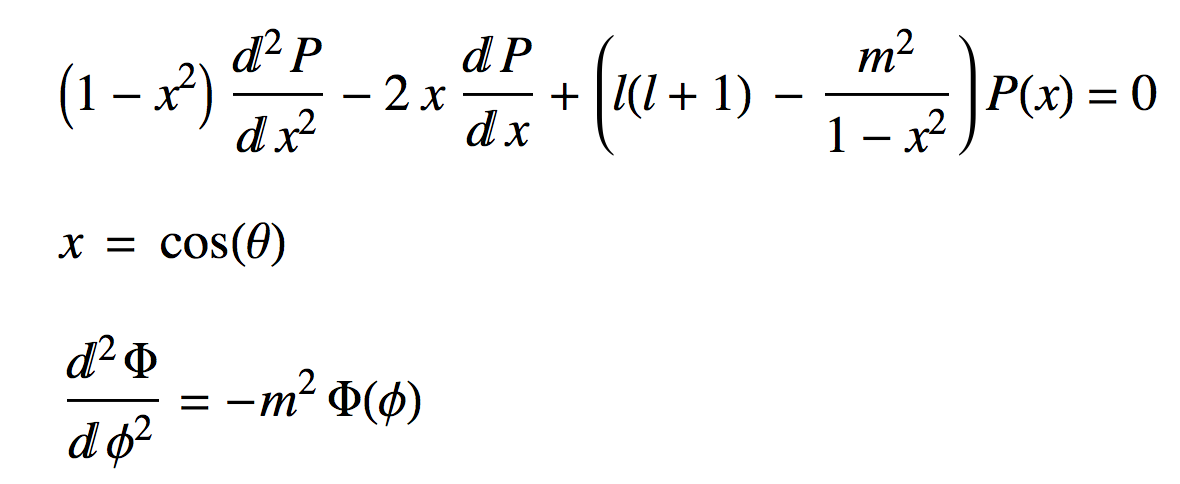 (1 − x²) d²P/dx² − 2 x dP/dx + (l(l + 1) − m²/(1 − x²)) P(x) = 0
x = cos(θ)
d²Φ/dϕ² = −m² Φ(ϕ)